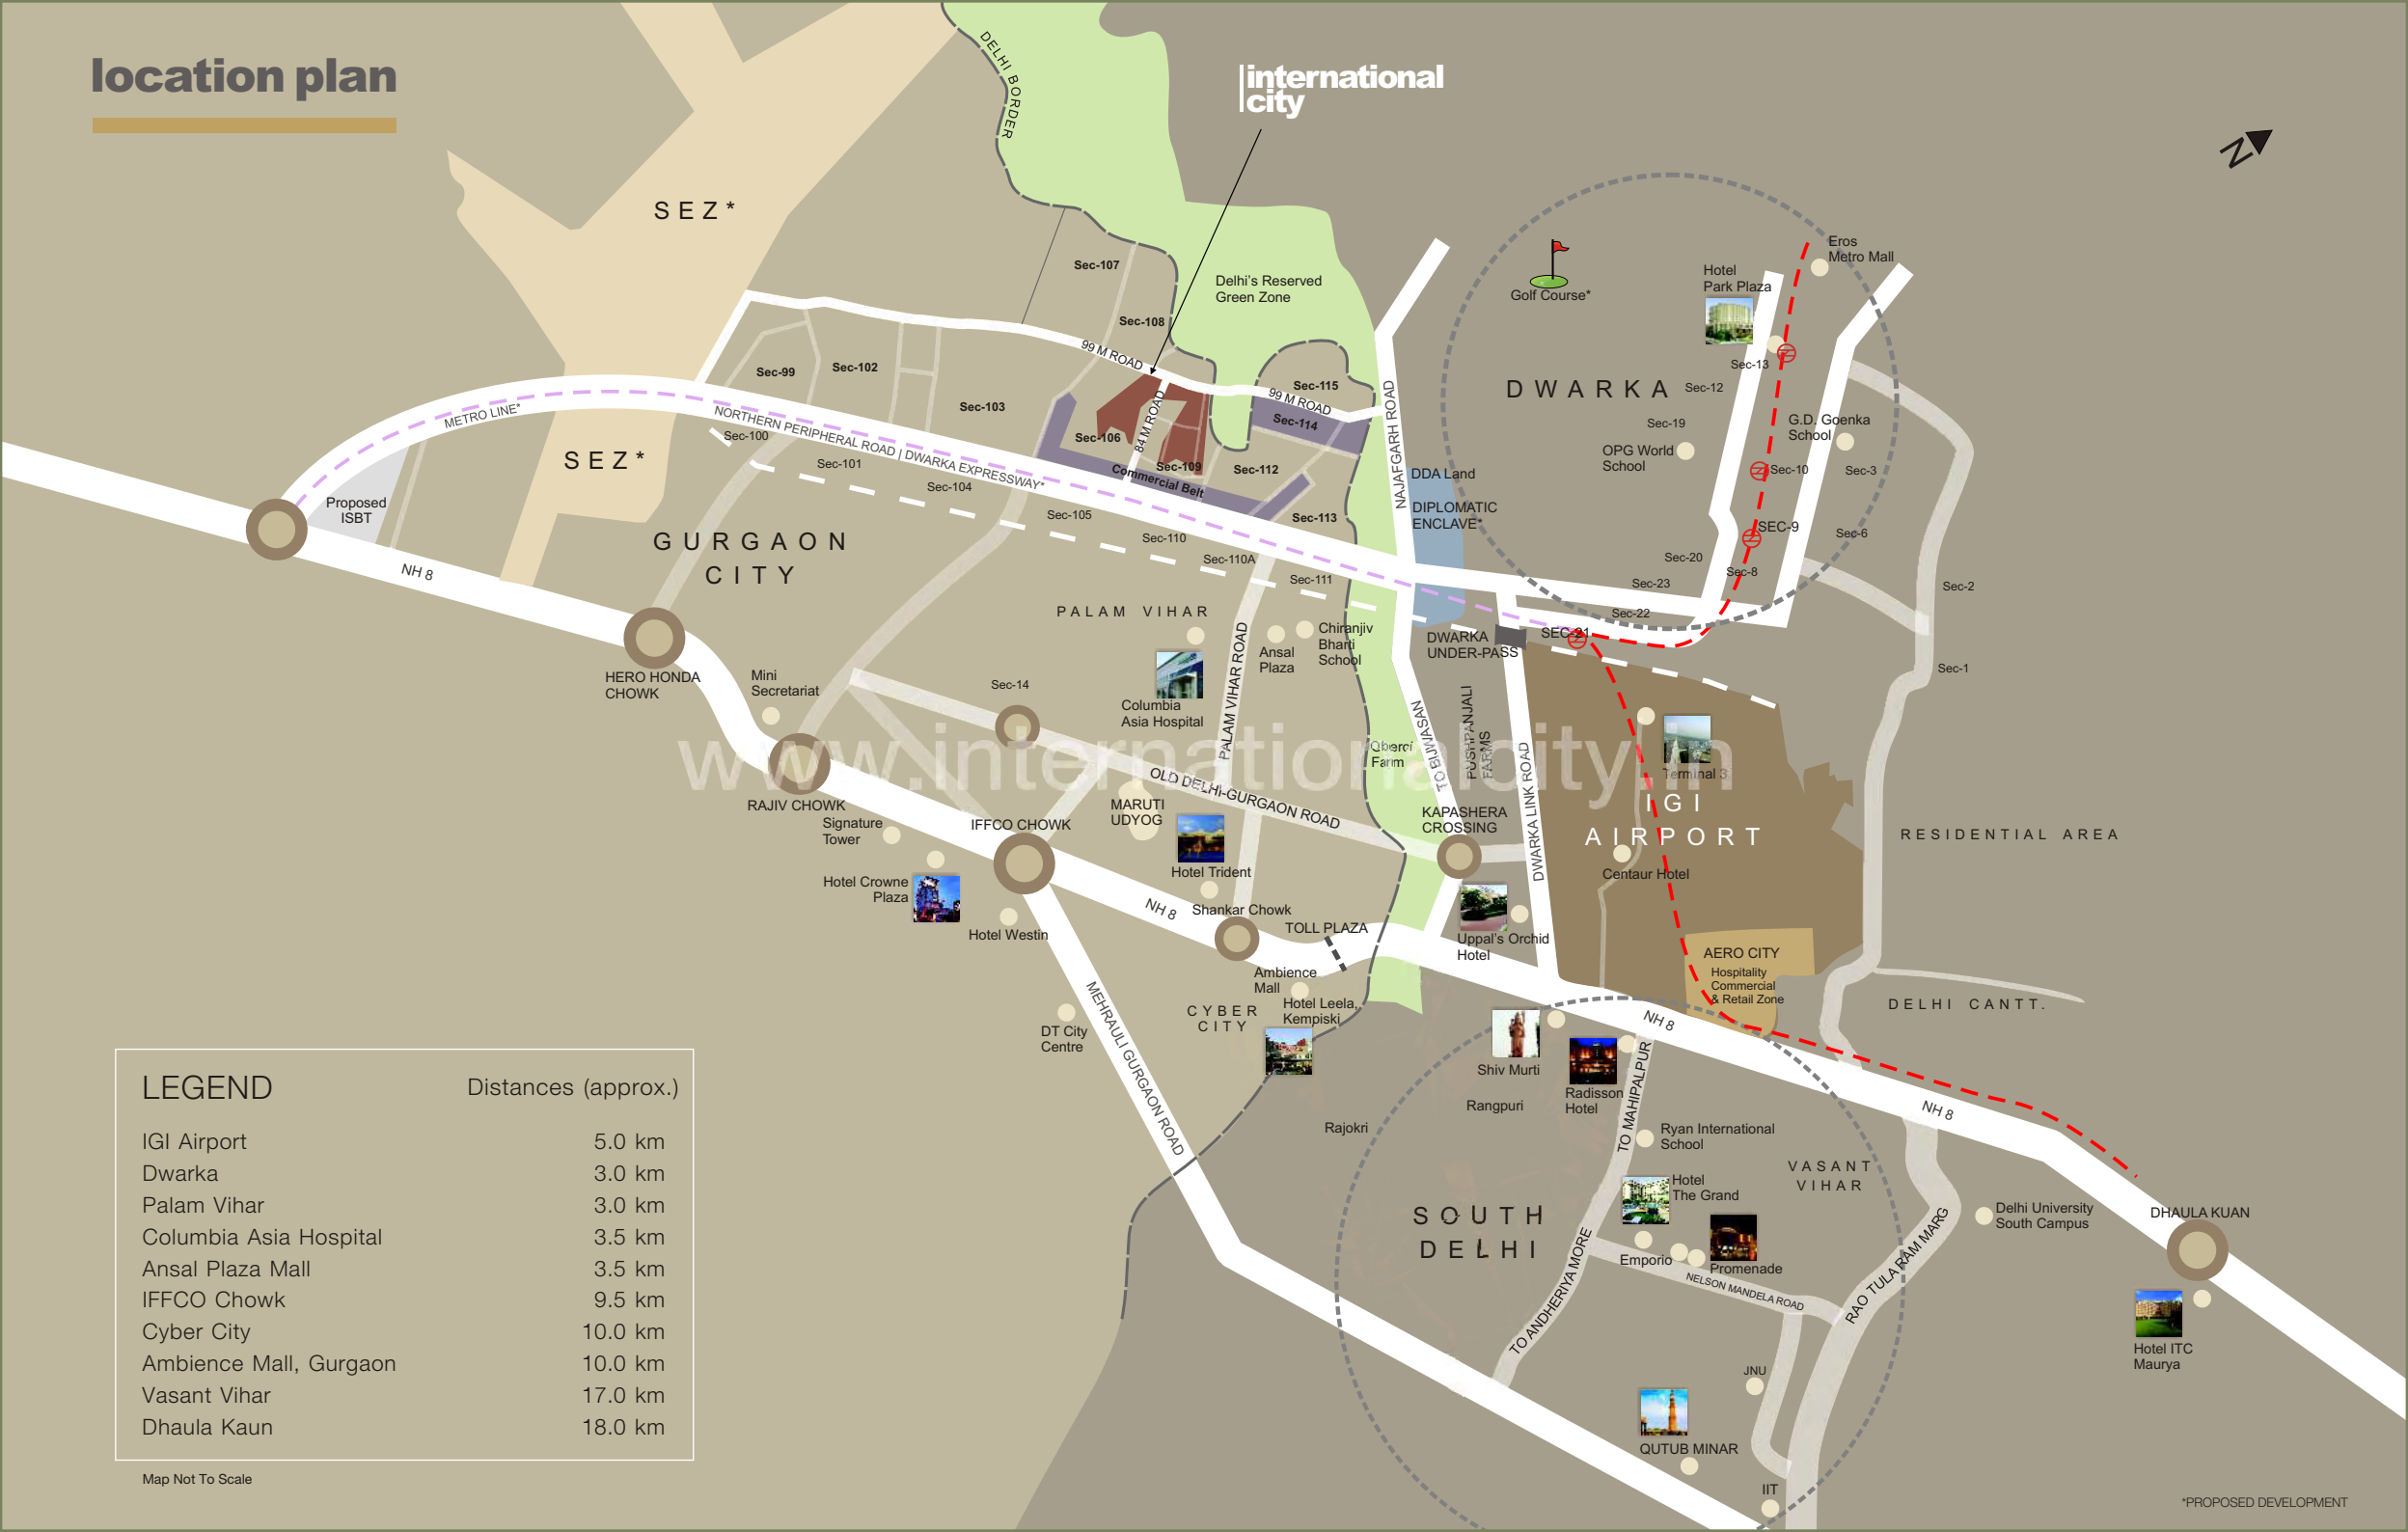 location plan
international
city
N
DELHI BORDER
SEZ*
Sec-107
Delhi's Reserved
Green Zone
Sec-108
99 M ROAD
Sec-99
Sec-102
Sec-103
Sec-115
99 M ROAD
Sec-114
Sec-106
84 M ROAD
Sec-109
Sec-112
Commercial Belt
Sec-113
METRO LINE*
NORTHERN PERIPHERAL ROAD | DWARKA EXPRESSWAY*
Sec-100
Sec-101
Sec-104
Sec-105
Sec-110
Sec-110A
Sec-111
SEZ*
Proposed
ISBT
NH 8
GURGAON
CITY
NAJAFGARH ROAD
DDA Land
DIPLOMATIC
ENCLAVE*
Golf Course*
DWARKA
Eros
Metro Mall
Hotel
Park Plaza
Sec-13
Sec-12
Sec-19
OPG World
School
G.D. Goenka
School
Sec-10
Sec-3
SEC-9
Sec-6
Sec-20
Sec-8
Sec-23
Sec-22
SEC-21
Sec-2
Sec-1
DWARKA
UNDER-PASS
PALAM VIHAR
Columbia
Asia Hospital
PALAM VIHAR ROAD
Ansal
Plaza
Chiranjiv
Bharti
School
HERO HONDA
CHOWK
Mini
Secretariat
Sec-14
RAJIV CHOWK
Signature
Tower
IFFCO CHOWK
Hotel Crowne
Plaza
Hotel Westin
MARUTI
UDYOG
OLD DELHI-GURGAON ROAD
Hotel Trident
NH 8
Shankar Chowk
TOLL PLAZA
Oberoi
Farm
TO BIJWASAN
PUSHPANJALI
FARMS
DWARKA LINK ROAD
KAPASHERA
CROSSING
Uppal's Orchid
Hotel
Terminal 3
IGI
AIRPORT
Centaur Hotel
AERO CITY
Hospitality
Commercial
& Retail Zone
RESIDENTIAL AREA
DELHI CANTT.
www.internationalcity.in
Ambience
Mall
Hotel Leela,
Kempiski
CYBER
CITY
DT City
Centre
MEHRAULI GURGAON ROAD
Shiv Murti
Rangpuri
Rajokri
Radisson
Hotel
NH 8
TO MAHIPALPUR
Ryan International
School
NH 8
VASANT
VIHAR
Hotel
The Grand
SOUTH
DELHI
Emporio
Promenade
NELSON MANDELA ROAD
TO ANDHERIYA MORE
RAO TULA RAM MARG
Delhi University
South Campus
DHAULA KUAN
Hotel ITC
Maurya
JNU
QUTUB MINAR
IIT
LEGEND Distances (approx.)
IGI Airport 5.0 km
Dwarka 3.0 km
Palam Vihar 3.0 km
Columbia Asia Hospital 3.5 km
Ansal Plaza Mall 3.5 km
IFFCO Chowk 9.5 km
Cyber City 10.0 km
Ambience Mall, Gurgaon 10.0 km
Vasant Vihar 17.0 km
Dhaula Kaun 18.0 km
Map Not To Scale
*PROPOSED DEVELOPMENT